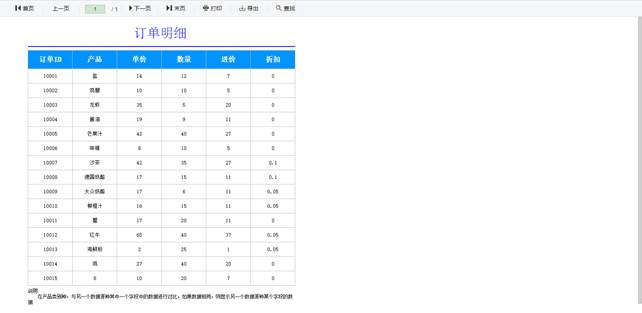 首页 上一页 1 / 1 下一页 末页 打印 导出 查找
订单明细
订单ID 产品 单价 数量 进价 折扣
10001 盐 14 12 7 0
10002 10 10 5 0
10003 龙虾 35 5 20 0
10004 酱油 19 9 11 0
10005 芒果汁 42 40 27 0
10006 味精 8 10 5 0
10007 沙茶 42 35 27 0.1
10008 德国奶酪 17 15 11 0.1
10009 大众奶酪 17 6 11 0.05
10010 柳橙汁 16 15 11 0.05
10011 蟹 17 20 11 0
10012 红牛 65 40 37 0.05
10013 海鲜粉 2 25 1 0.05
10014 鸡 27 40 20 0
10015 6 10 20 7 0
说明:
在产品类别种,与另一个数据源种其中一个字段中的数据进行对比,如果数据相同,则显示另一个数据源种某个字段的数
据